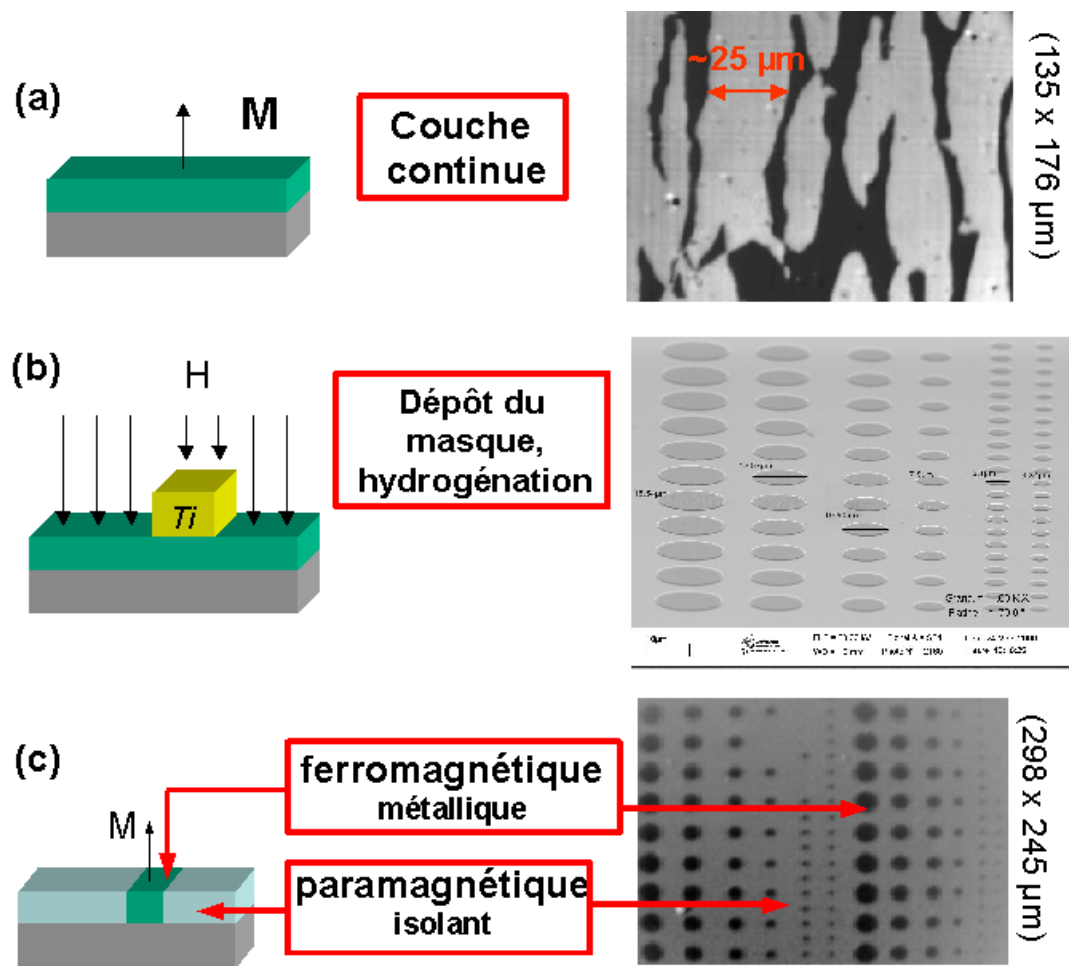 (a)
M
Couche
continue
~25 µm
(135 x 176 µm)
(b)
H
Ti
Dépôt du
masque,
hydrogénation
(c)
M
ferromagnétique
métallique
paramagnétique
isolant
(298 x 245 µm)